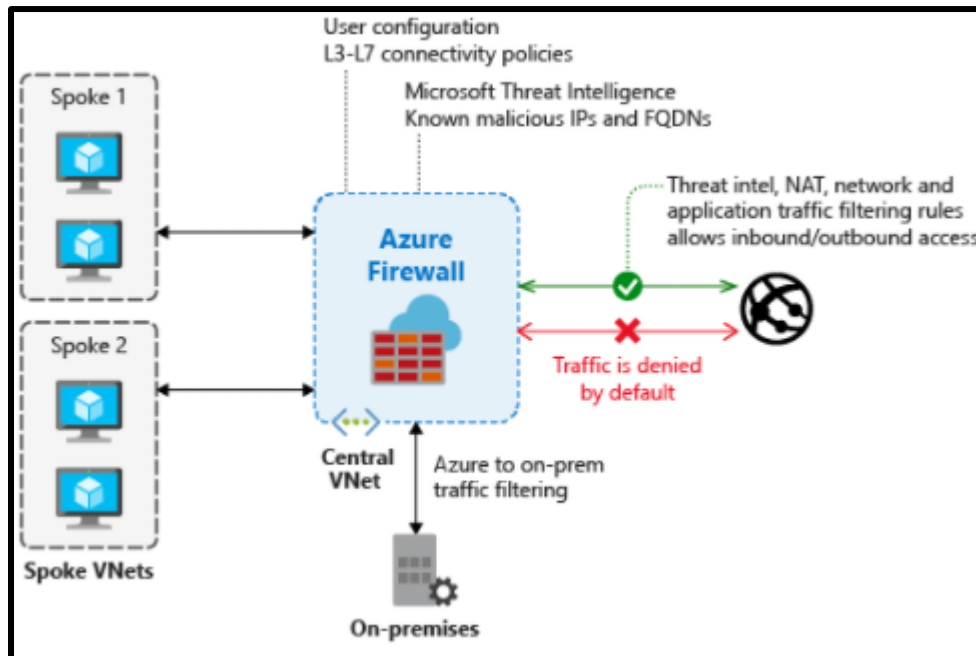 User configuration
L3-L7 connectivity policies
Microsoft Threat Intelligence
Known malicious IPs and FQDNs
Spoke 1
Threat intel, NAT, network and
application traffic filtering rules
allows inbound/outbound access
Azure
Firewall
Spoke 2
Traffic is denied
by default
Central
VNet
Azure to on-prem
traffic filtering
Spoke VNets
On-premises